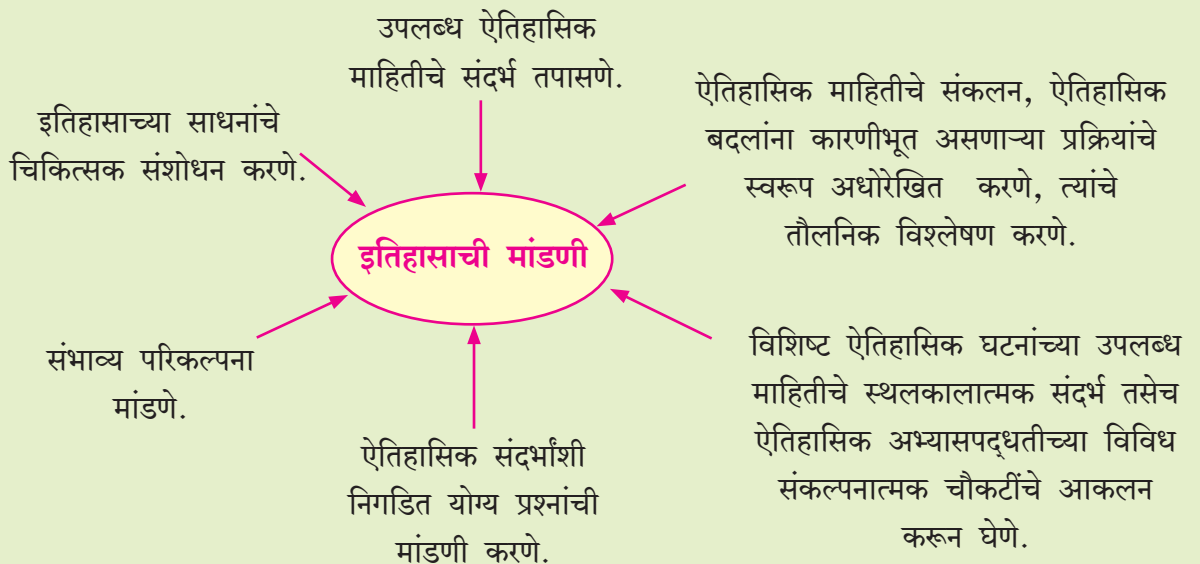 उपलब्ध ऐतिहासिक
माहितीचे संदर्भ तपासणे.
ऐतिहासिक माहितीचे संकलन, ऐतिहासिक
बदलांना कारणीभूत असणाऱ्या प्रक्रियांचे
स्वरूप अधोरेखित करणे, त्यांचे
तौलनिक विश्लेषण करणे.
इतिहासाच्या साधनांचे
चिकित्सक संशोधन करणे.
इतिहासाची मांडणी
संभाव्य परिकल्पना
मांडणे.
विशिष्ट ऐतिहासिक घटनांच्या उपलब्ध
माहितीचे स्थलकालात्मक संदर्भ तसेच
ऐतिहासिक अभ्यासपद्धतीच्या विविध
संकल्पनात्मक चौकटींचे आकलन
करून घेणे.
ऐतिहासिक संदर्भांशी
निगडित योग्य प्रश्नांची
मांडणी करणे.